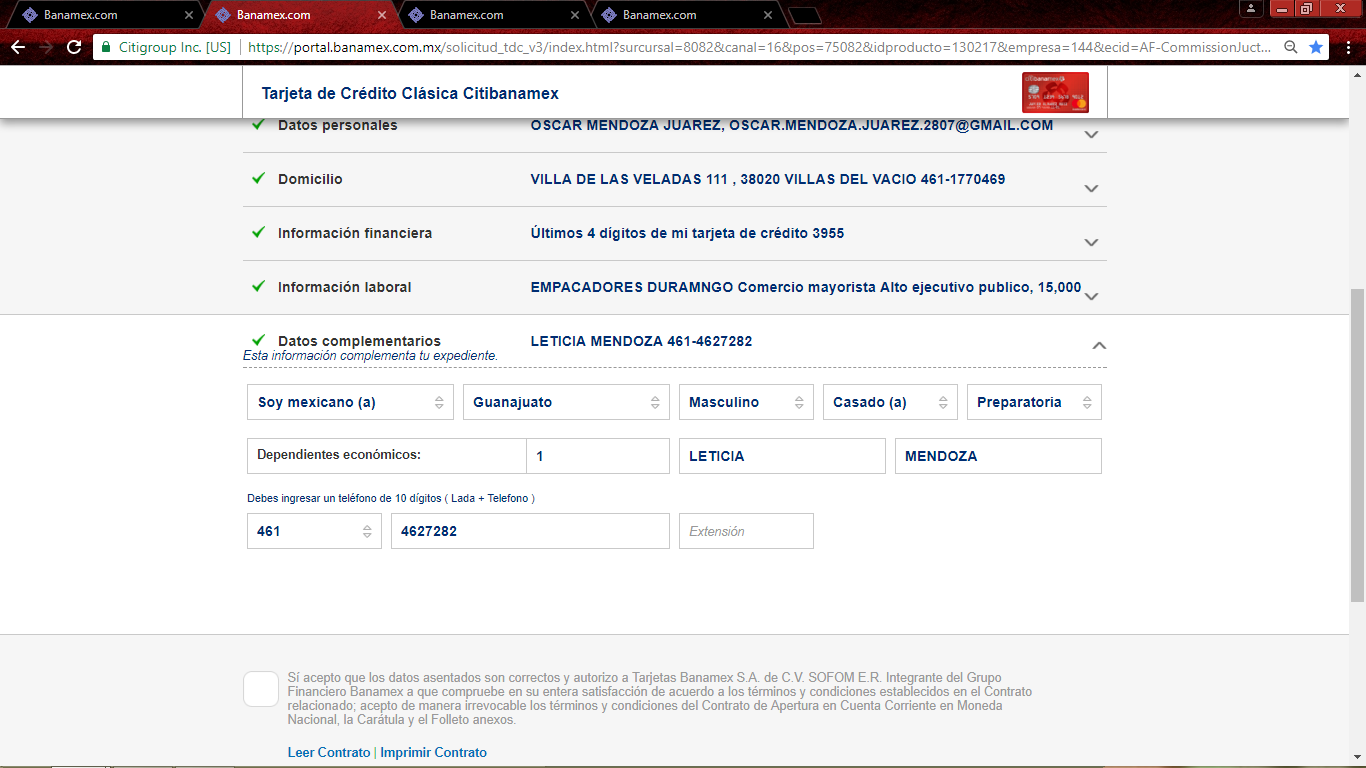 Banamex.com
Banamex.com
Banamex.com
Banamex.com
Citigroup Inc. [US] https://portal.banamex.com.mx/solicitud_tdc_v3/index.html?surcursal=8082&canal=16&pos=75082&idproducto=130217&empresa=144&ecid=AF-CommissionJuct...
Tarjeta de Crédito Clásica Citibanamex
Datos personales OSCAR MENDOZA JUAREZ, OSCAR.MENDOZA.JUAREZ.2807@GMAIL.COM
Domicilio VILLA DE LAS VELADAS 111 , 38020 VILLAS DEL VACIO 461-1770469
Información financiera Últimos 4 dígitos de mi tarjeta de crédito 3955
Información laboral EMPACADORES DURAMNGO Comercio mayorista Alto ejecutivo publico, 15,000
Datos complementarios LETICIA MENDOZA 461-4627282
Esta información complementa tu expediente.
Soy mexicano (a) Guanajuato Masculino Casado (a) Preparatoria
Dependientes económicos: 1 LETICIA MENDOZA
Debes ingresar un teléfono de 10 dígitos ( Lada + Telefono )
461 4627282 Extensión
Sí acepto que los datos asentados son correctos y autorizo a Tarjetas Banamex S.A. de C.V. SOFOM E.R. Integrante del Grupo
Financiero Banamex a que compruebe en su entera satisfacción de acuerdo a los términos y condiciones establecidos en el Contrato
relacionado; acepto de manera irrevocable los términos y condiciones del Contrato de Apertura en Cuenta Corriente en Moneda
Nacional, la Carátula y el Folleto anexos.
Leer Contrato | Imprimir Contrato